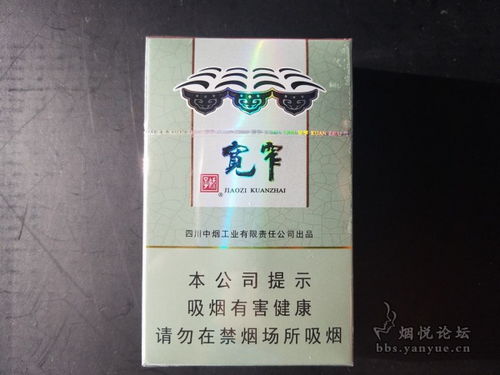 宽窄
JIAOZI KUANZHAI
®
四川中烟工业有限责任公司出品
本公司提示
吸烟有害健康
请勿在禁烟场所吸烟
烟悦论坛
bbs.yanyue.cn